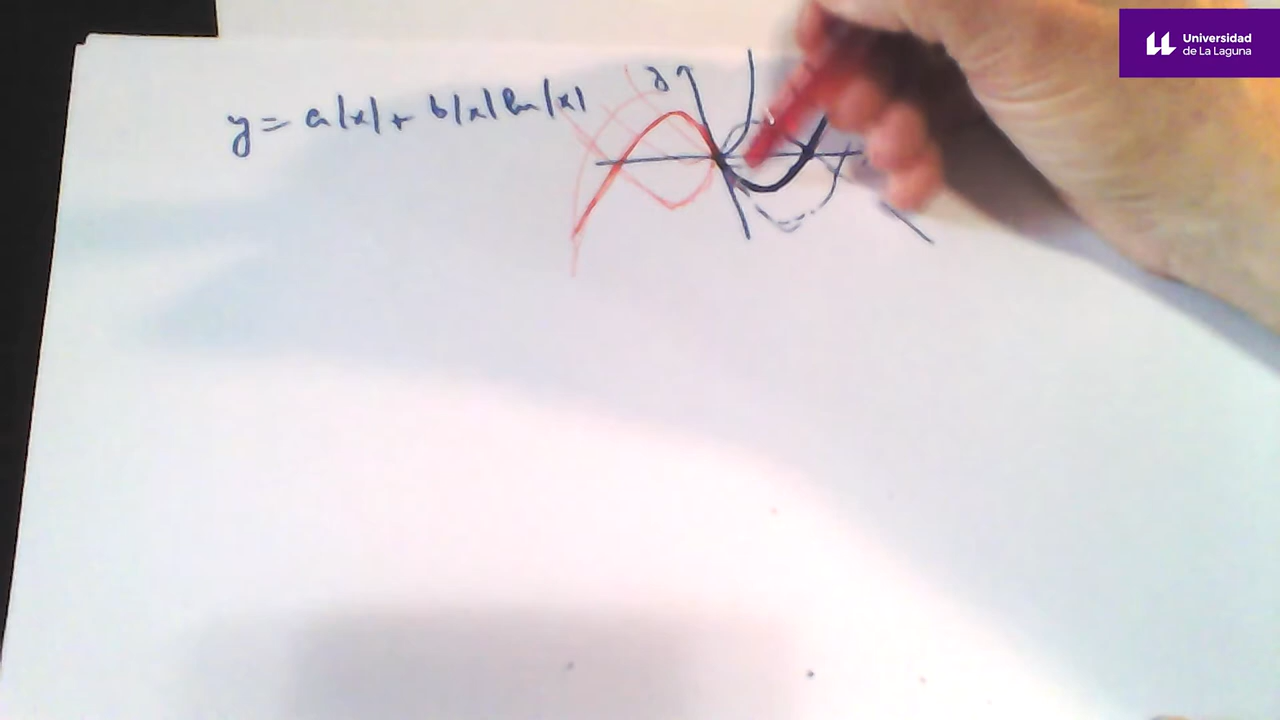 y = a|x| + b|x| ln|x|
y
Universidad
de La Laguna